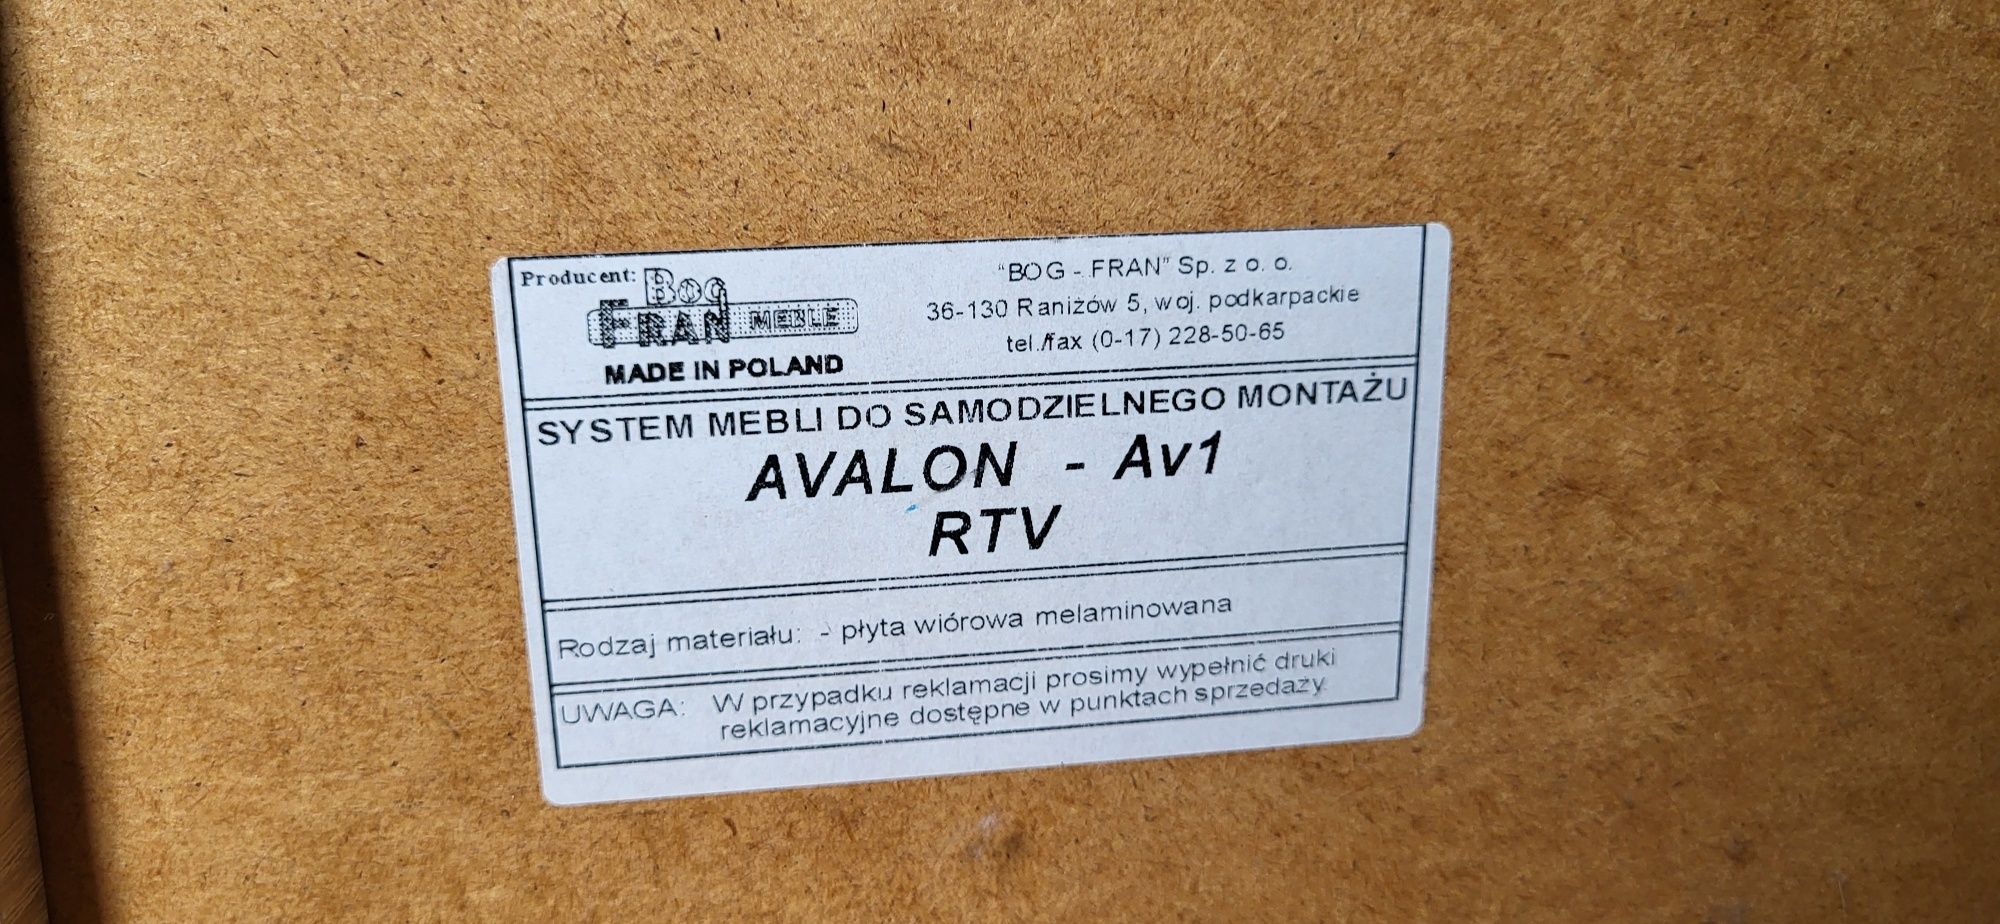 Producent: Bog
FRAN MEBLE
MADE IN POLAND
"BOG - FRAN" Sp. z o. o.
36-130 Raniżów 5, woj. podkarpackie
tel./fax (0-17) 228-50-65
SYSTEM MEBLI DO SAMODZIELNEGO MONTAŻU
AVALON - Av1
RTV
Rodzaj materiału: - płyta wiórowa melaminowana
UWAGA: W przypadku reklamacji prosimy wypełnić druki
reklamacyjne dostępne w punktach sprzedaży